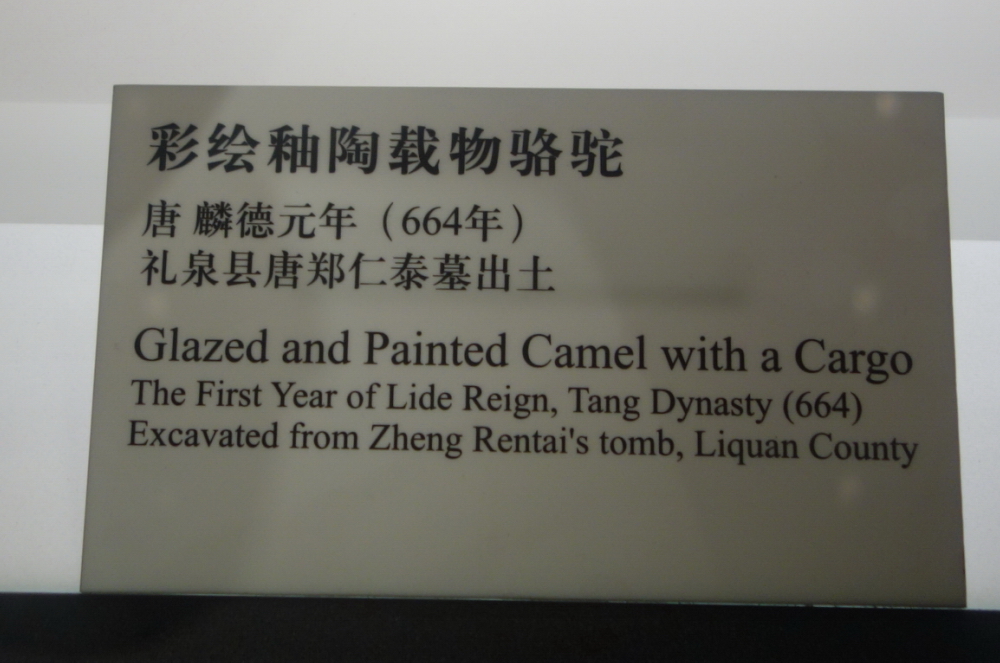 彩绘釉陶载物骆驼
唐 麟德元年（664年）
礼泉县唐郑仁泰墓出土
Glazed and Painted Camel with a Cargo
The First Year of Lide Reign, Tang Dynasty (664)
Excavated from Zheng Rentai's tomb, Liquan County